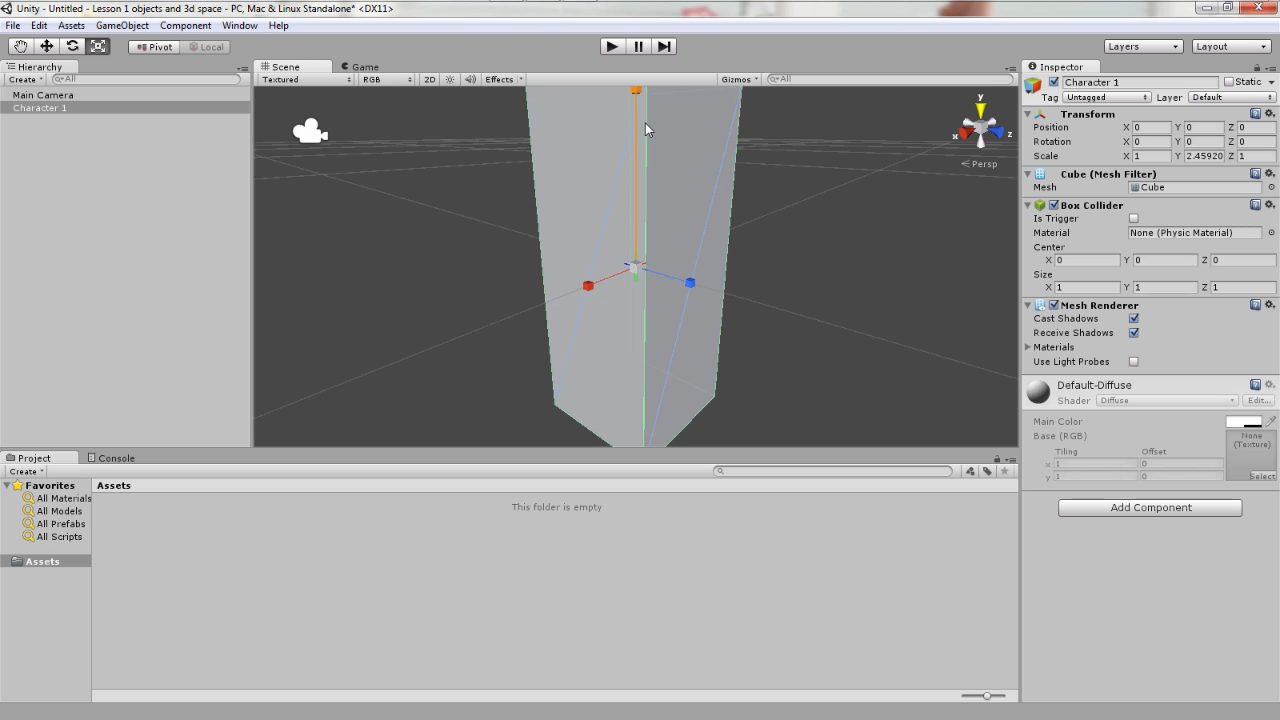 Unity - Untitled - Lesson 1 objects and 3d space - PC, Mac & Linux Standalone* <DX11>
File Edit Assets GameObject Component Window Help
Pivot Local Layers Layout
Hierarchy
Create All
Main Camera
Character 1
Scene Game
Textured RGB 2D Effects Gizmos All
y
x z
Persp
Inspector
Character 1 Static
Tag Untagged Layer Default
Transform
Position X 0 Y 0 Z 0
Rotation X 0 Y 0 Z 0
Scale X 1 Y 2.45920 Z 1
Cube (Mesh Filter)
Mesh Cube
Box Collider
Is Trigger
Material None (Physic Material)
Center
X 0 Y 0 Z 0
Size
X 1 Y 1 Z 1
Mesh Renderer
Cast Shadows
Receive Shadows
Materials
Use Light Probes
Default-Diffuse
Shader Diffuse Edit...
Main Color
Base (RGB)
None
(Texture)
Tiling Offset
x 1 0
y 1 0
Select
Add Component
Project Console
Create
Favorites
All Materials
All Models
All Prefabs
All Scripts
Assets
Assets
This folder is empty